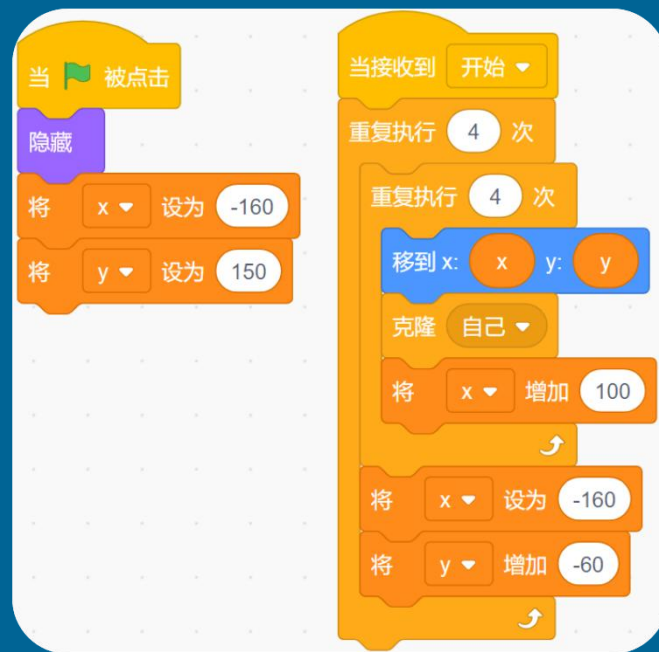 当 被点击
隐藏
将 x 设为 -160
将 y 设为 150
当接收到 开始
重复执行 4 次
重复执行 4 次
移到 x: x y: y
克隆 自己
将 x 增加 100
将 x 设为 -160
将 y 增加 -60